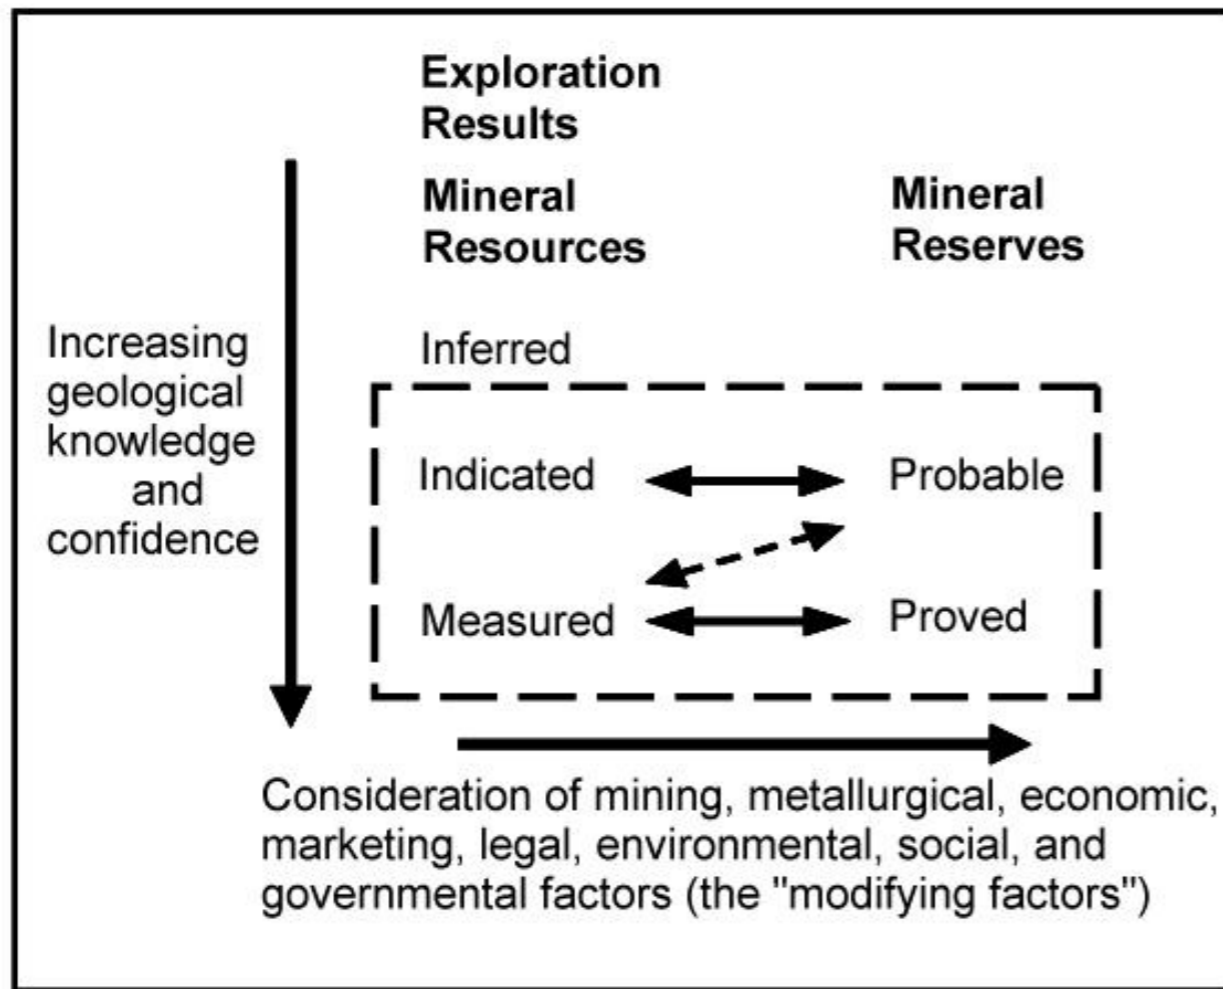 Exploration
Results
Mineral
Resources
Mineral
Reserves
Increasing
geological
knowledge
and
confidence
Inferred
Indicated
Probable
Measured
Proved
Consideration of mining, metallurgical, economic,
marketing, legal, environmental, social, and
governmental factors (the "modifying factors")